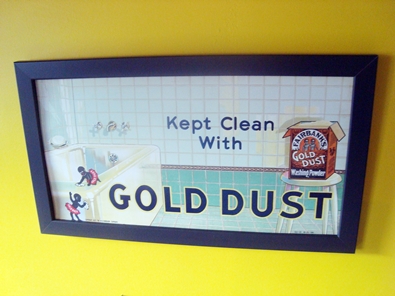 Kept Clean
With
GOLD DUST
FAIRBANK'S
GOLD
DUST
Washing Powder